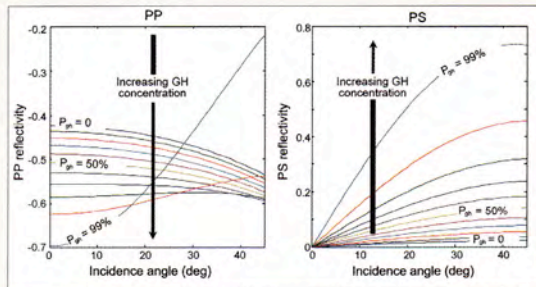 PP
-0.2
-0.3
-0.4
-0.5
-0.6
-0.7
PP reflectivity
Increasing GH
concentration
P_gh = 0
P_gh = 50%
P_gh = 99%
0
10
20
30
40
Incidence angle (deg)
PS
0.8
0.6
0.4
0.2
0
PS reflectivity
P_gh = 99%
Increasing GH
concentration
P_gh = 50%
P_gh = 0
0
10
20
30
40
Incidence angle (deg)